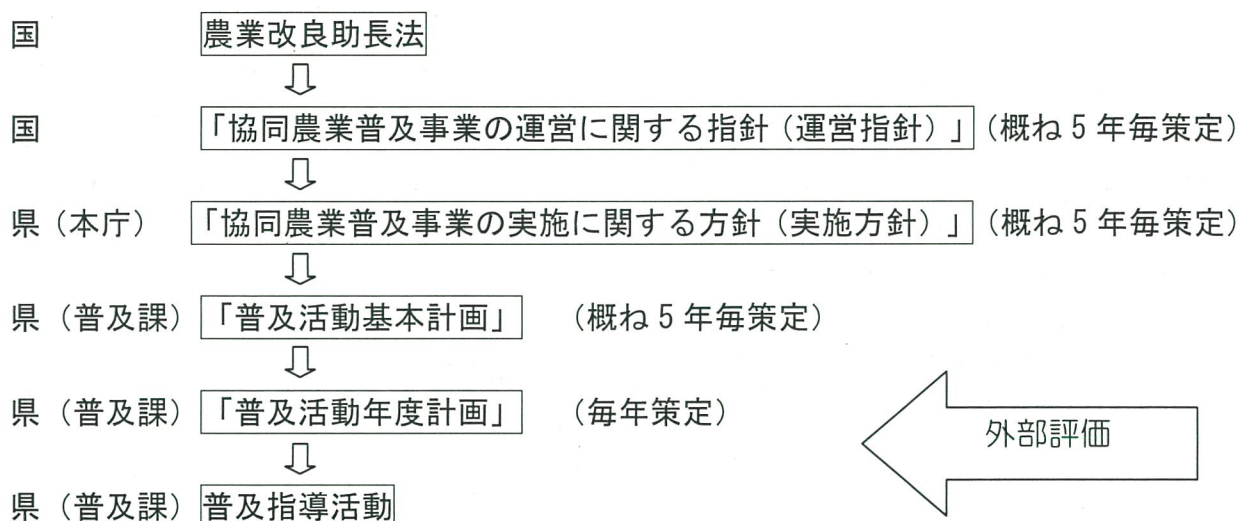 国 農業改良助長法
国 「協同農業普及事業の運営に関する指針(運営指針)」(概ね5年毎策定)
県(本庁) 「協同農業普及事業の実施に関する方針(実施方針)」(概ね5年毎策定)
県(普及課) 「普及活動基本計画」 (概ね5年毎策定)
県(普及課) 「普及活動年度計画」 (毎年策定)
外部評価
県(普及課) 普及指導活動